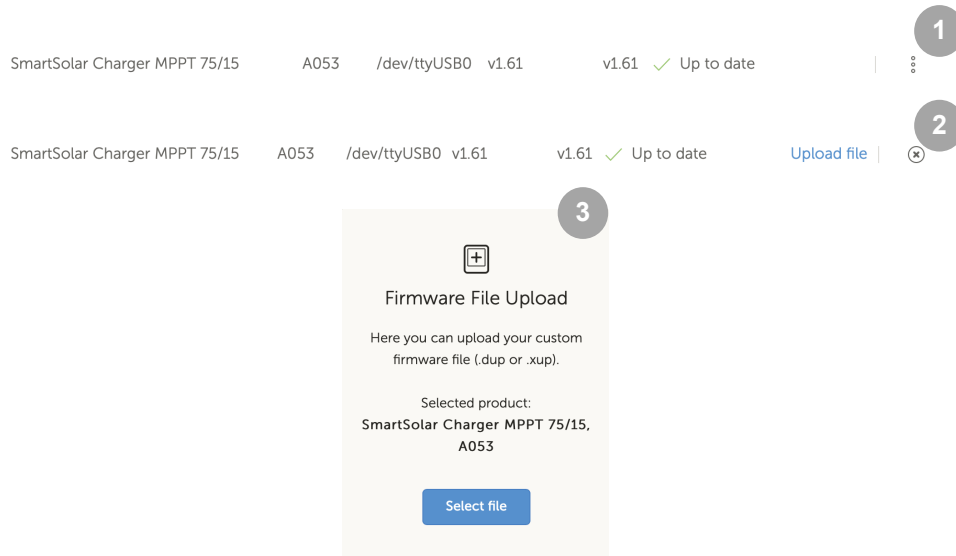 1
SmartSolar Charger MPPT 75/15 A053 /dev/ttyUSB0 v1.61 v1.61 Up to date
2
SmartSolar Charger MPPT 75/15 A053 /dev/ttyUSB0 v1.61 v1.61 Up to date Upload file
3
Firmware File Upload
Here you can upload your custom
firmware file (.dup or .xup).
Selected product:
SmartSolar Charger MPPT 75/15,
A053
Select file